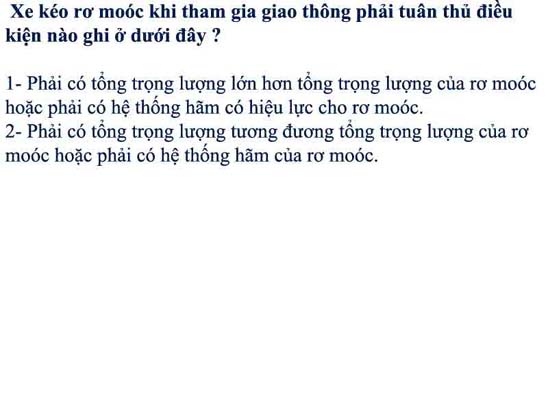 Xe kéo rơ moóc khi tham gia giao thông phải tuân thủ điều
kiện nào ghi ở dưới đây ?
1- Phải có tổng trọng lượng lớn hơn tổng trọng lượng của rơ moóc
hoặc phải có hệ thống hãm có hiệu lực cho rơ moóc.
2- Phải có tổng trọng lượng tương đương tổng trọng lượng của rơ
moóc hoặc phải có hệ thống hãm của rơ moóc.